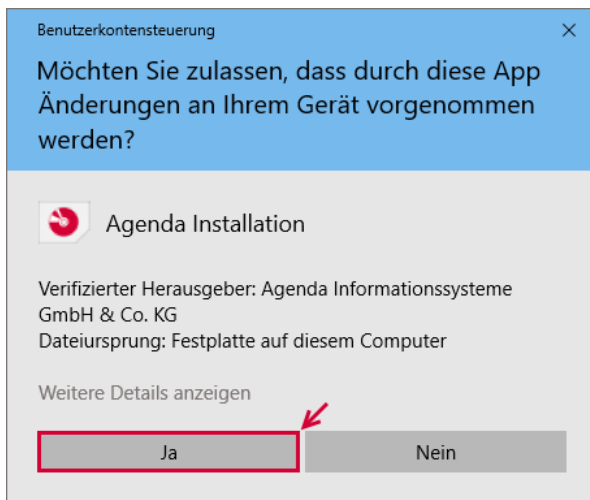 Benutzerkontensteuerung
Möchten Sie zulassen, dass durch diese App
Änderungen an Ihrem Gerät vorgenommen
werden?
Agenda Installation
Verifizierter Herausgeber: Agenda Informationssysteme
GmbH & Co. KG
Dateiursprung: Festplatte auf diesem Computer
Weitere Details anzeigen
Ja
Nein